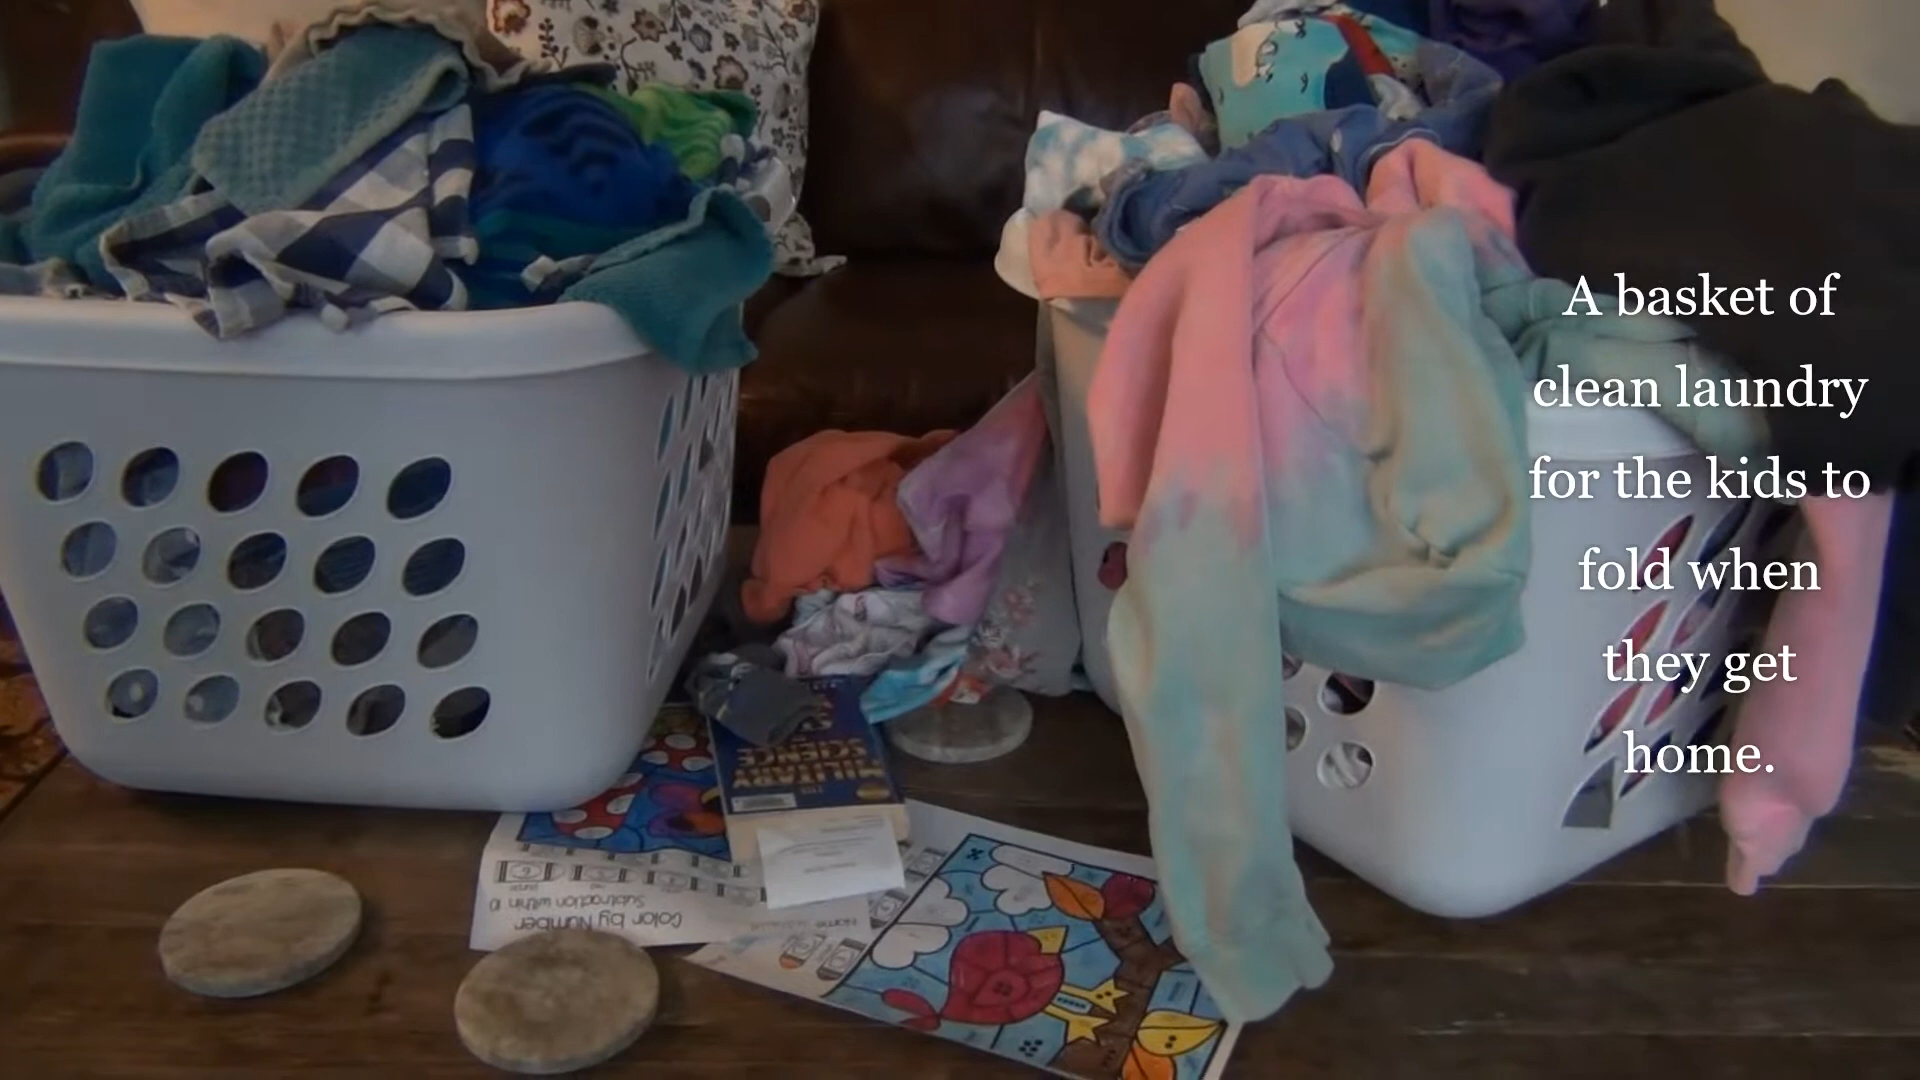 A basket of
clean laundry
for the kids to
fold when
they get
home.
MILITARY
SCIENCE
Color by Number
Subtraction within 10